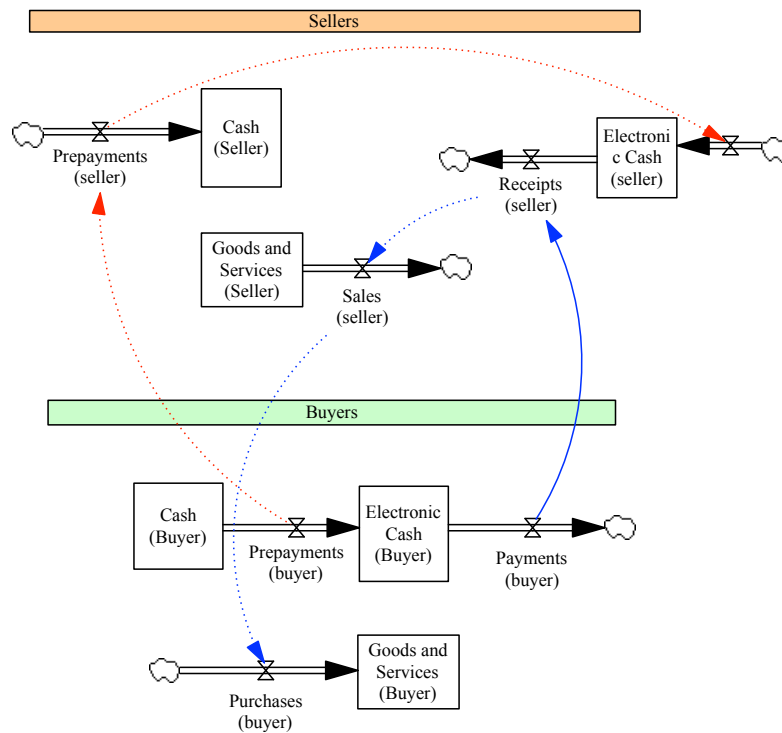 Sellers
Cash
(Seller)
Prepayments
(seller)
Electroni
c Cash
(seller)
Receipts
(seller)
Goods and
Services
(Seller)
Sales
(seller)
Buyers
Cash
(Buyer)
Prepayments
(buyer)
Electronic
Cash
(Buyer)
Payments
(buyer)
Goods and
Services
(Buyer)
Purchases
(buyer)